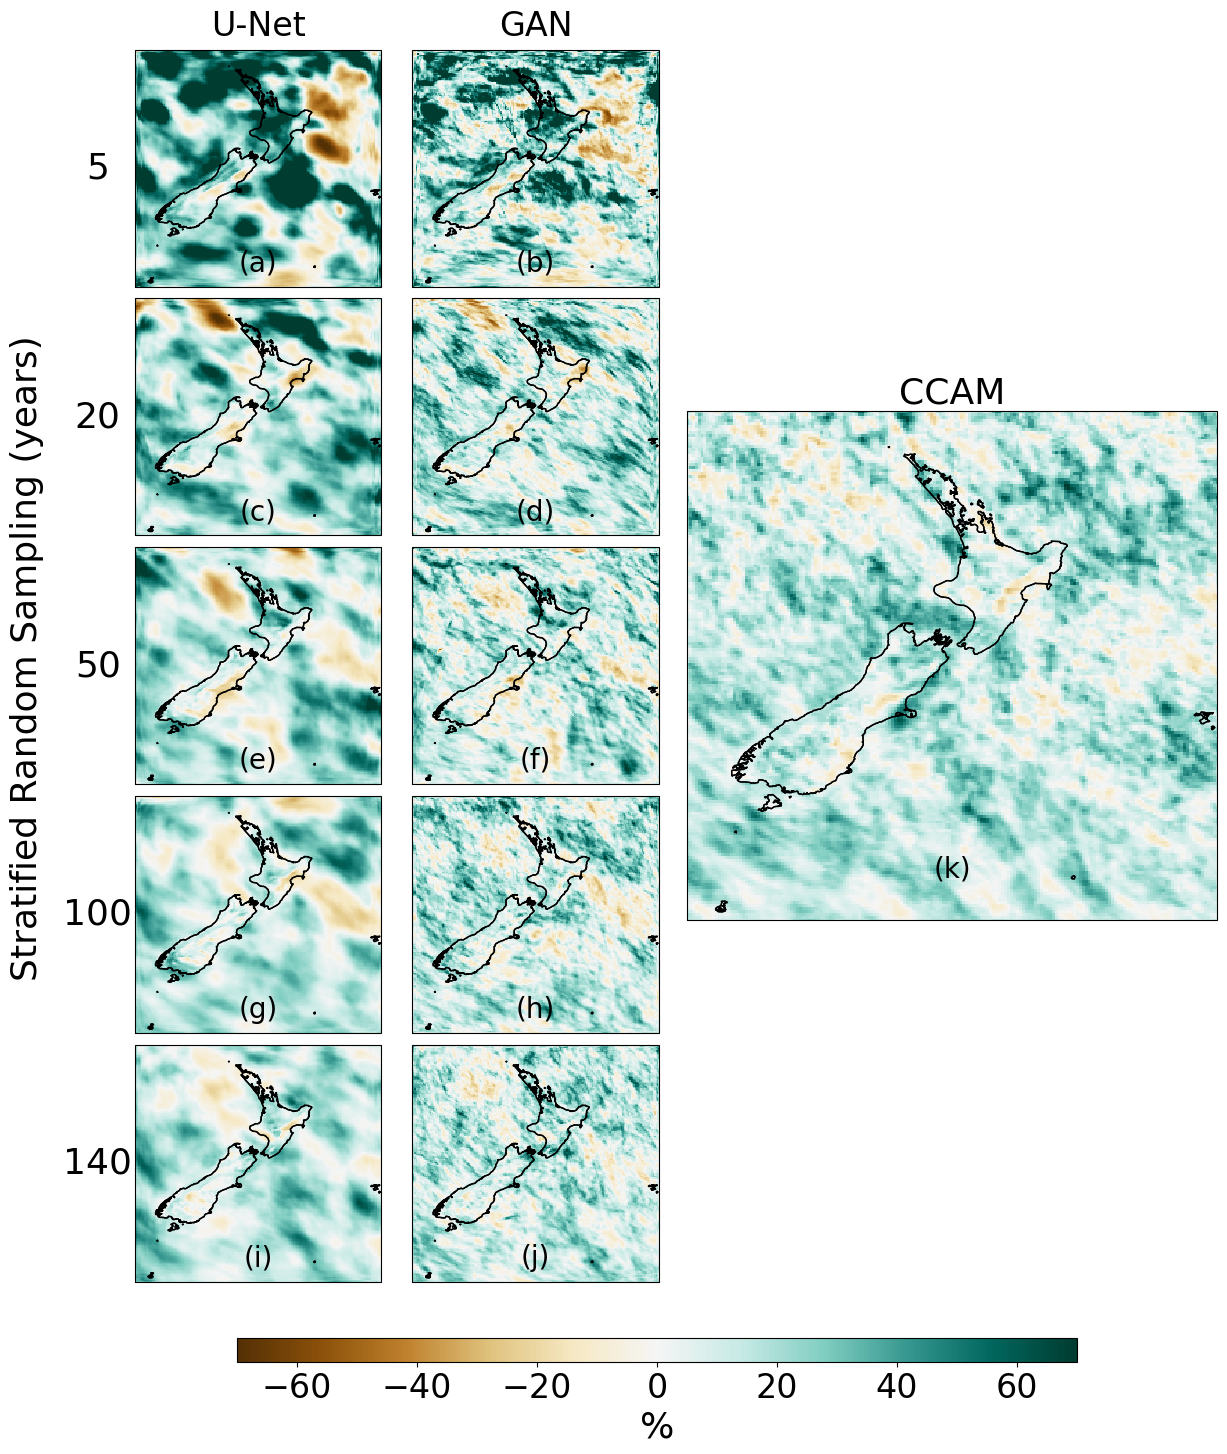 U-Net
GAN
Stratified Random Sampling (years)
5
(a)
(b)
20
(c)
(d)
CCAM
50
(e)
(f)
(k)
100
(g)
(h)
140
(i)
(j)
−60 −40 −20 0 20 40 60
%